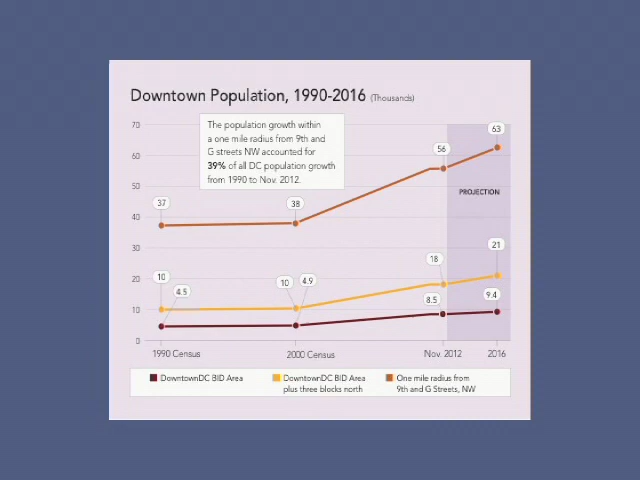 Downtown Population, 1990-2016 (Thousands)
The population growth within
a one mile radius from 9th and
G streets NW accounted for
39% of all DC population growth
from 1990 to Nov. 2012.
70
60
50
40
30
20
10
0
37
38
56
63
PROJECTION
10
4.5
10
4.9
18
8.5
21
9.4
1990 Census
2000 Census
Nov. 2012
2016
DowntownDC BID Area
DowntownDC BID Area
plus three blocks north
One mile radius from
9th and G Streets, NW